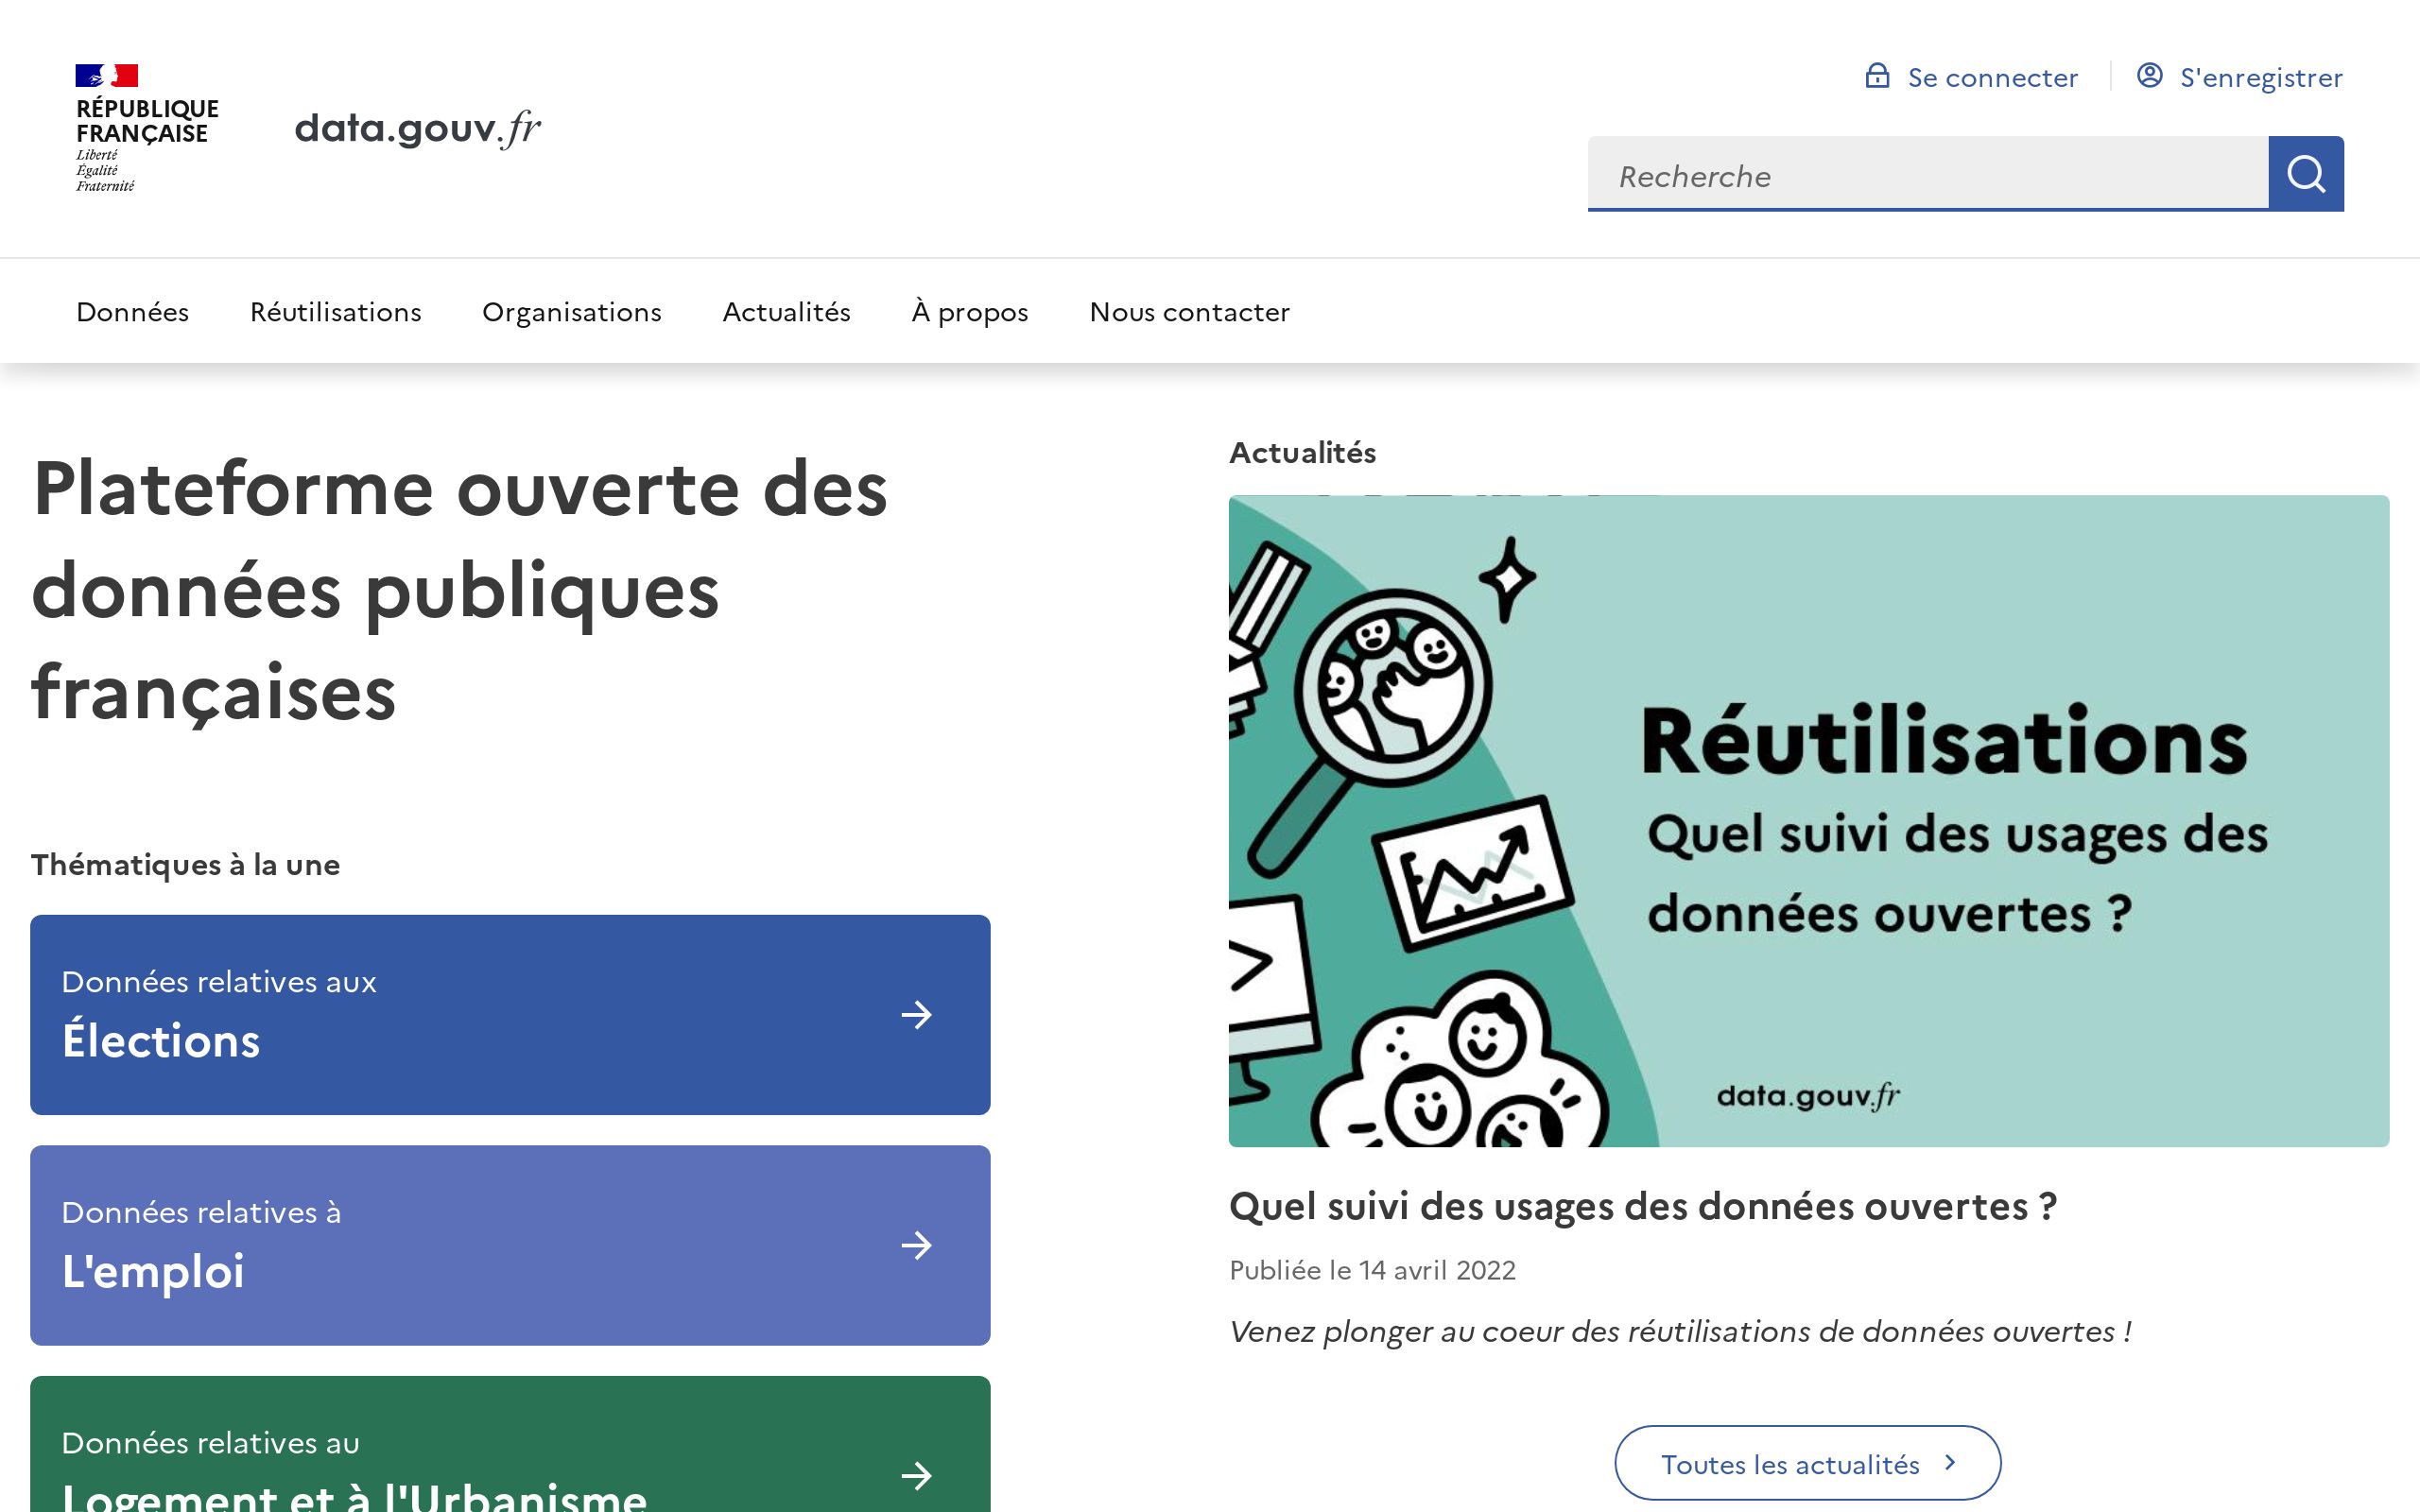 RÉPUBLIQUE
FRANÇAISE
Liberté
Égalité
Fraternité
data.gouv.fr
Se connecter
S'enregistrer
Recherche
Données
Réutilisations
Organisations
Actualités
À propos
Nous contacter
Plateforme ouverte des
données publiques
françaises
Thématiques à la une
Données relatives aux
Élections
Données relatives à
L'emploi
Données relatives au
Logement et à l'Urbanisme
Actualités
Réutilisations
Quel suivi des usages des
données ouvertes ?
data.gouv.fr
Quel suivi des usages des données ouvertes ?
Publiée le 14 avril 2022
Venez plonger au coeur des réutilisations de données ouvertes !
Toutes les actualités